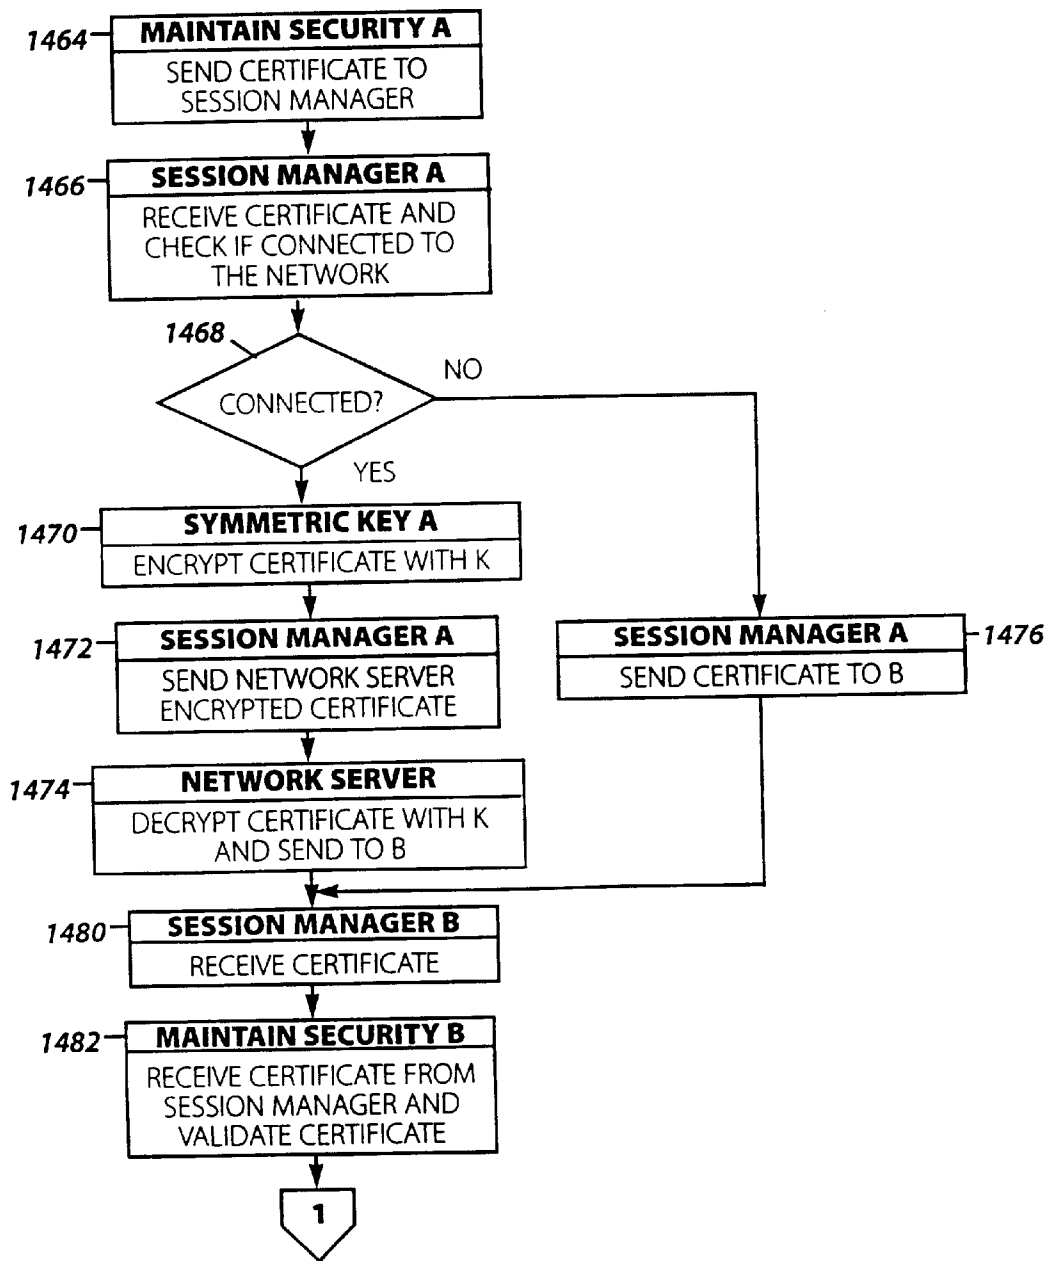 1464
MAINTAIN SECURITY A
SEND CERTIFICATE TO
SESSION MANAGER
1466
SESSION MANAGER A
RECEIVE CERTIFICATE AND
CHECK IF CONNECTED TO
THE NETWORK
1468
CONNECTED?
NO
YES
1470
SYMMETRIC KEY A
ENCRYPT CERTIFICATE WITH K
1472
SESSION MANAGER A
SEND NETWORK SERVER
ENCRYPTED CERTIFICATE
SESSION MANAGER A
1476
SEND CERTIFICATE TO B
1474
NETWORK SERVER
DECRYPT CERTIFICATE WITH K
AND SEND TO B
1480
SESSION MANAGER B
RECEIVE CERTIFICATE
1482
MAINTAIN SECURITY B
RECEIVE CERTIFICATE FROM
SESSION MANAGER AND
VALIDATE CERTIFICATE
1